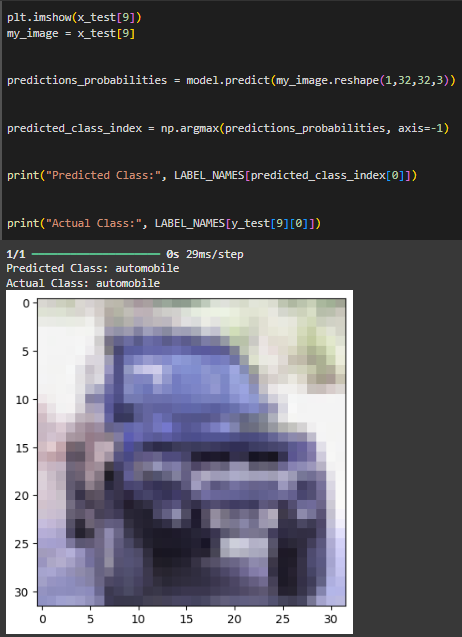 plt.imshow(x_test[9])
my_image = x_test[9]
predictions_probabilities = model.predict(my_image.reshape(1,32,32,3))
predicted_class_index = np.argmax(predictions_probabilities, axis=-1)
print("Predicted Class:", LABEL_NAMES[predicted_class_index[0]])
print("Actual Class:", LABEL_NAMES[y_test[9][0]])
1/1 ━━━━━━━━━━━━━━━━━━━━ 0s 29ms/step
Predicted Class: automobile
Actual Class: automobile
0
5
10
15
20
25
30
0 5 10 15 20 25 30